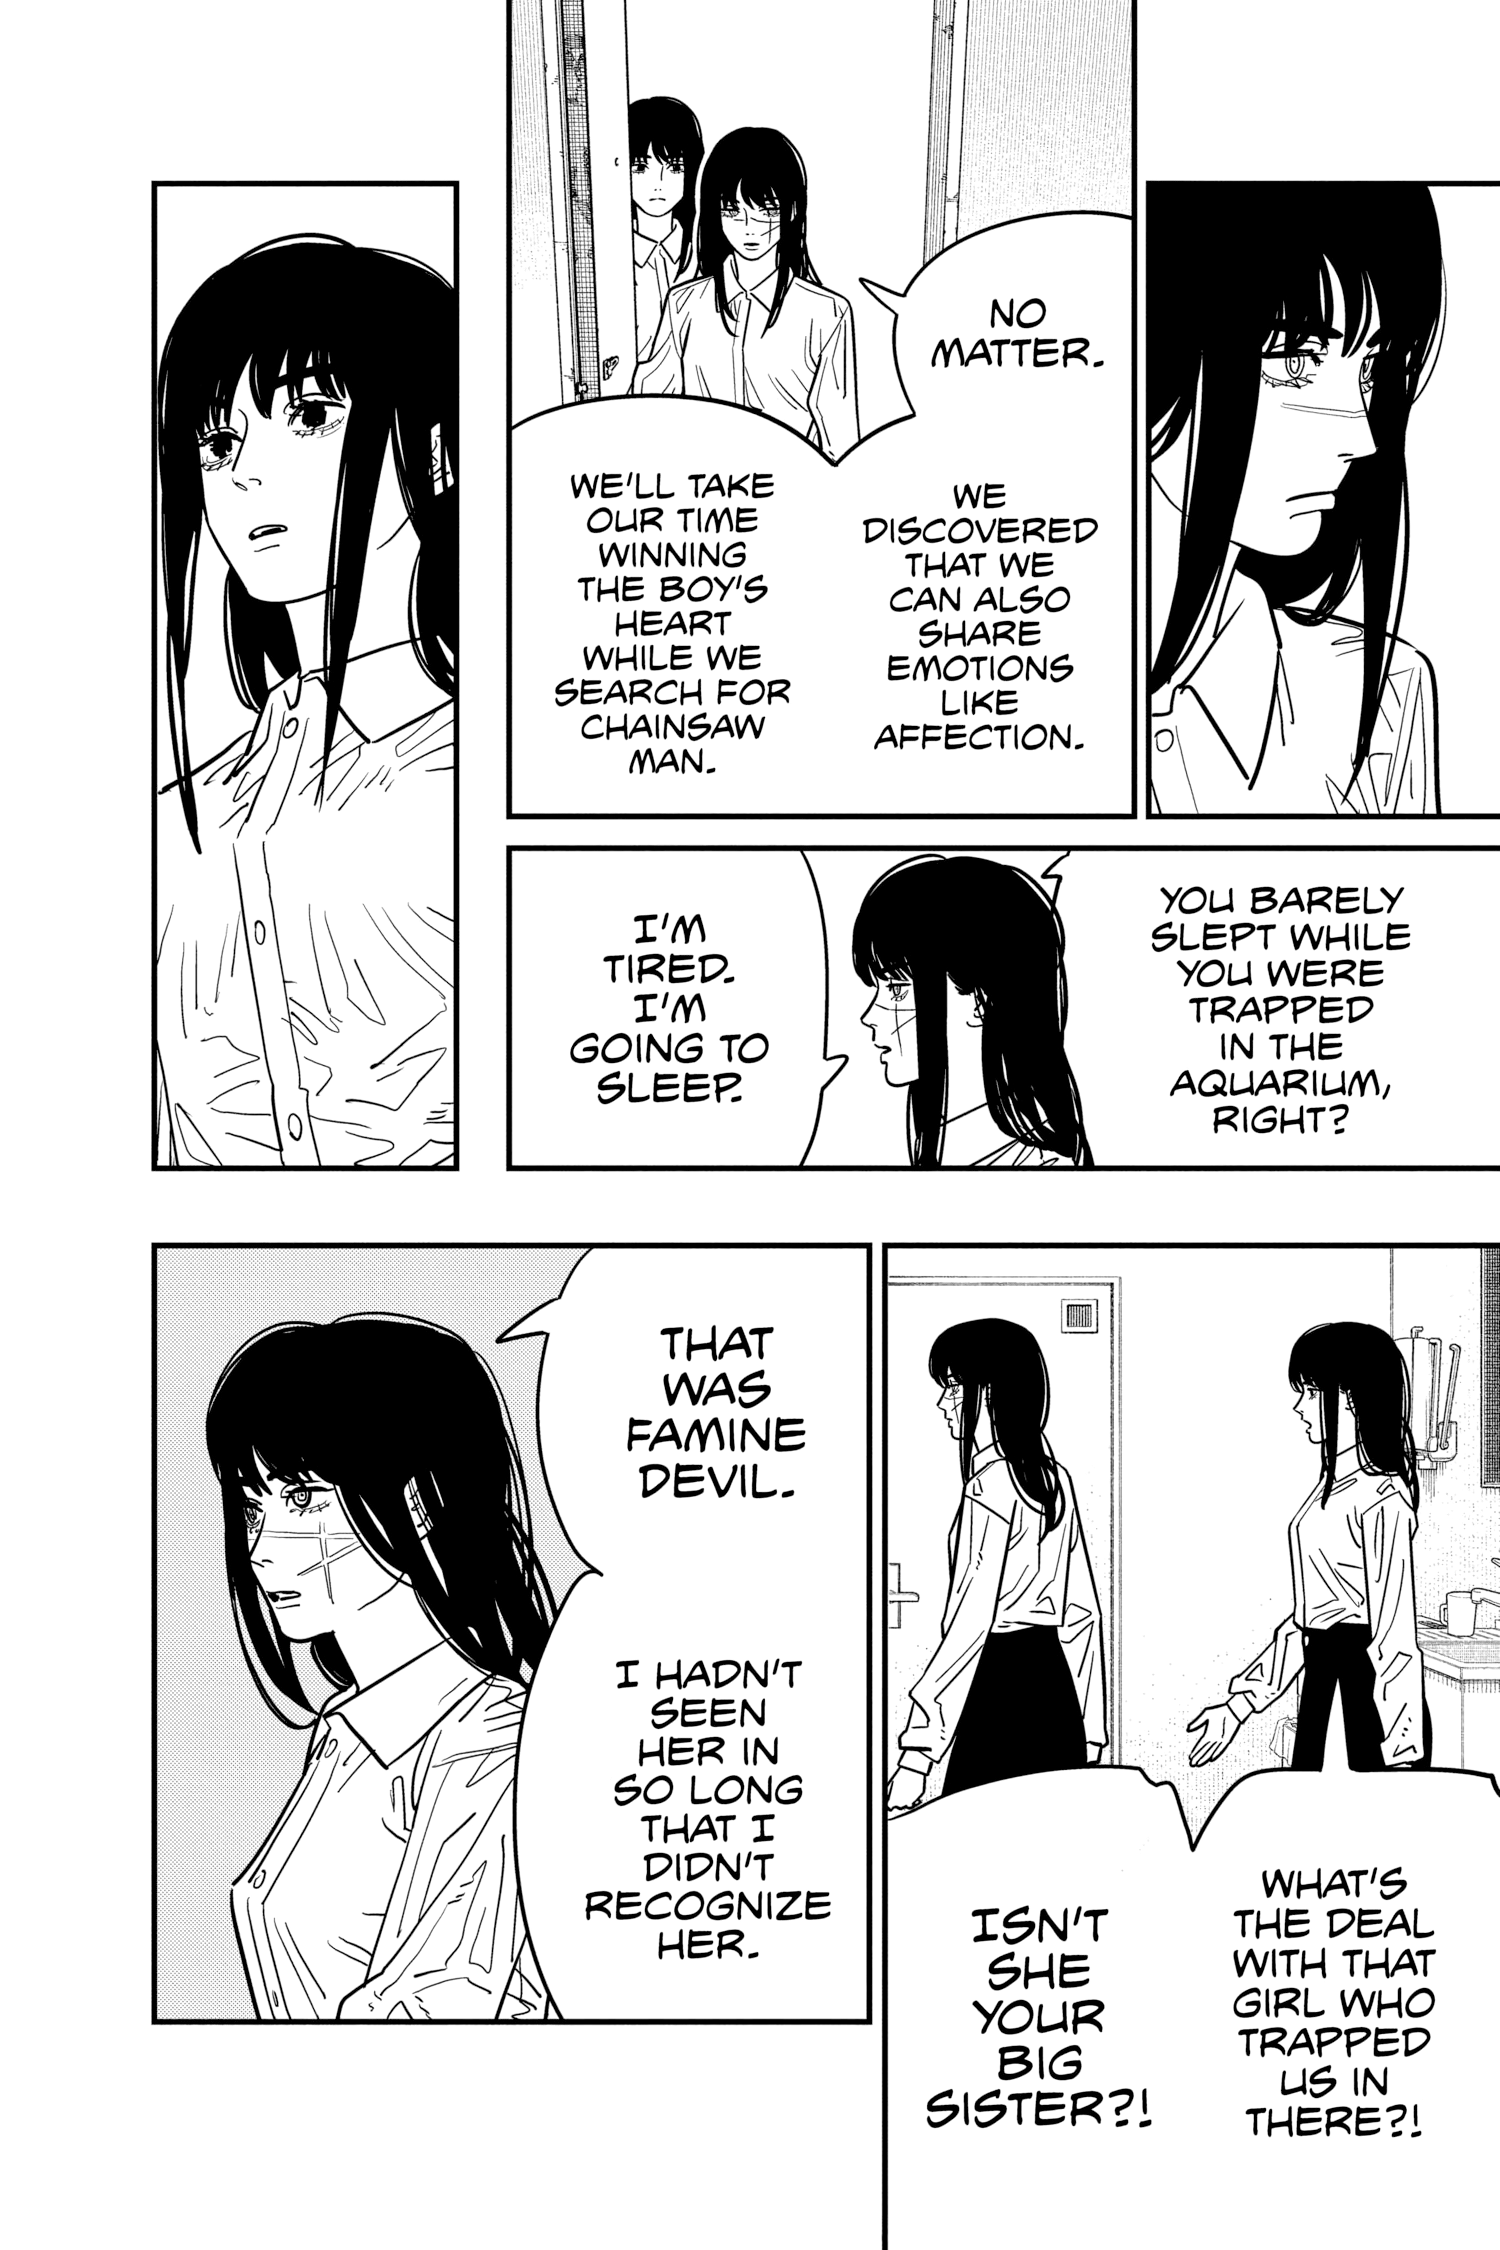 NO
MATTER.
WE
DISCOVERED
THAT WE
CAN ALSO
SHARE
EMOTIONS
LIKE
AFFECTION.
WE'LL TAKE
OUR TIME
WINNING
THE BOY'S
HEART
WHILE WE
SEARCH FOR
CHAINSAW
MAN.
YOU BARELY
SLEPT WHILE
YOU WERE
TRAPPED
IN THE
AQUARIUM,
RIGHT?
I'M
TIRED.
I'M
GOING TO
SLEEP.
WHAT'S
THE DEAL
WITH THAT
GIRL WHO
TRAPPED
US IN
THERE?!
ISN'T
SHE
YOUR
BIG
SISTER?!
THAT
WAS
FAMINE
DEVIL.
I HADN'T
SEEN
HER IN
SO LONG
THAT I
DIDN'T
RECOGNIZE
HER.